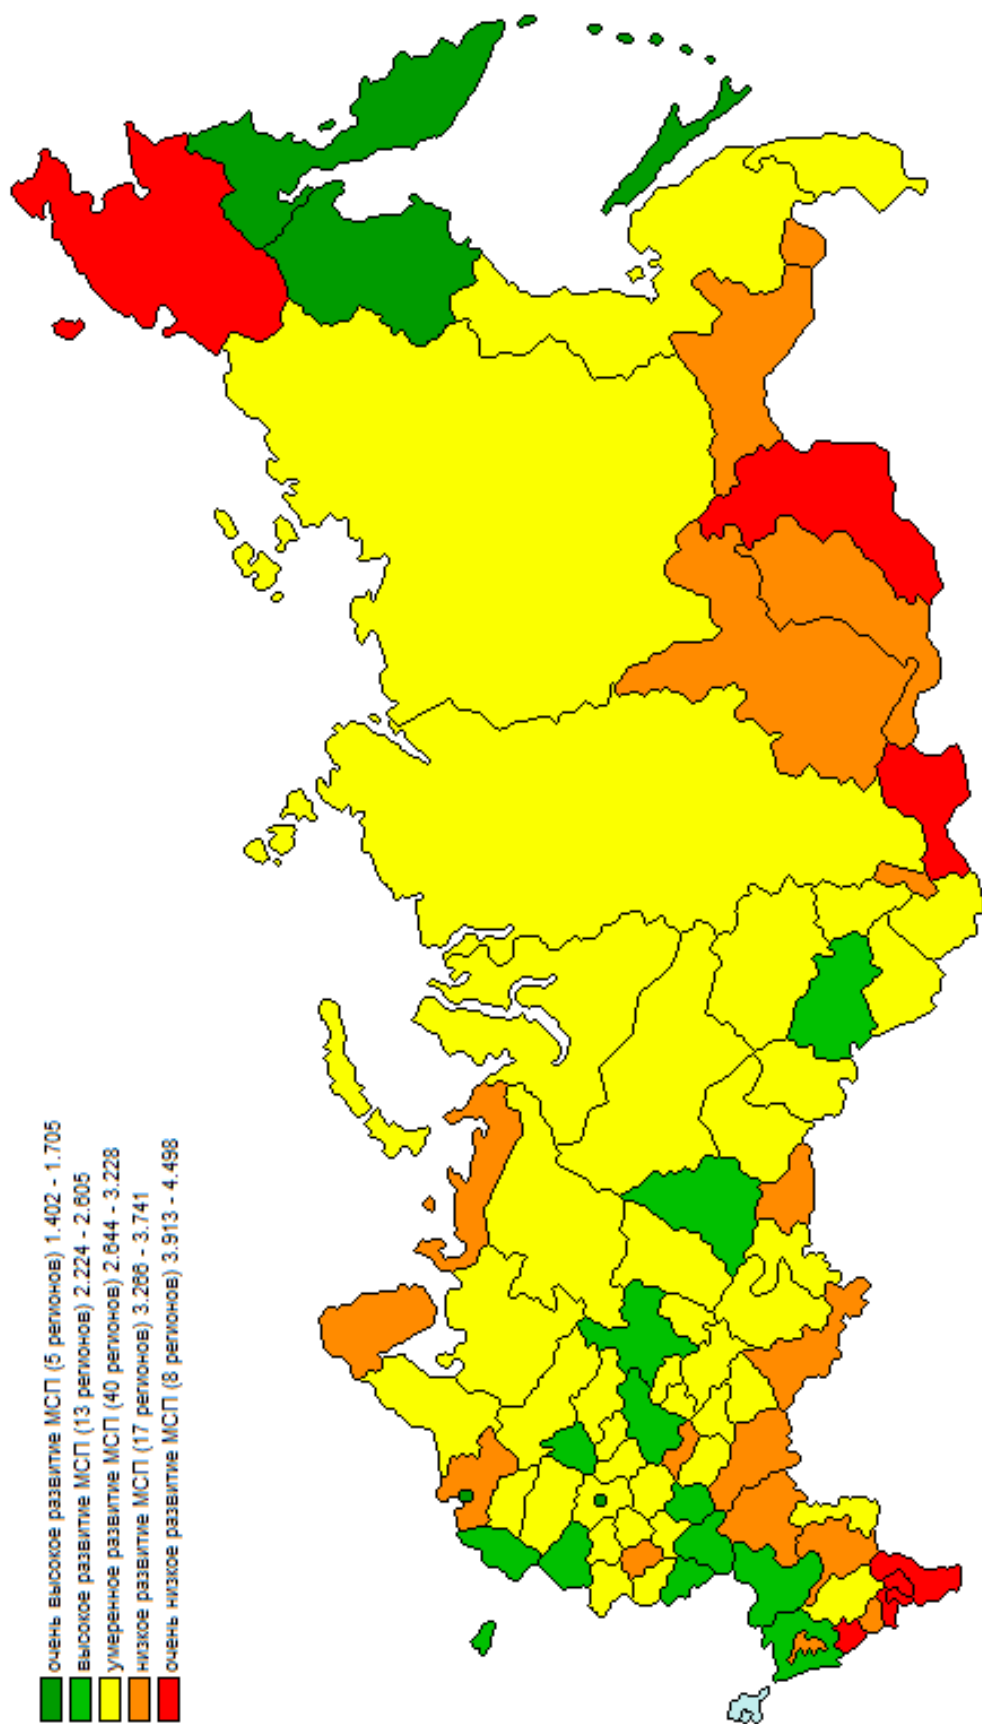 очень высокое развитие МСП (5 регионов) 1.402 - 1.705
высокое развитие МСП (13 регионов) 2.224 - 2.605
умеренное развитие МСП (40 регионов) 2.644 - 3.228
низкое развитие МСП (17 регионов) 3.266 - 3.741
очень низкое развитие МСП (8 регионов) 3.913 - 4.498